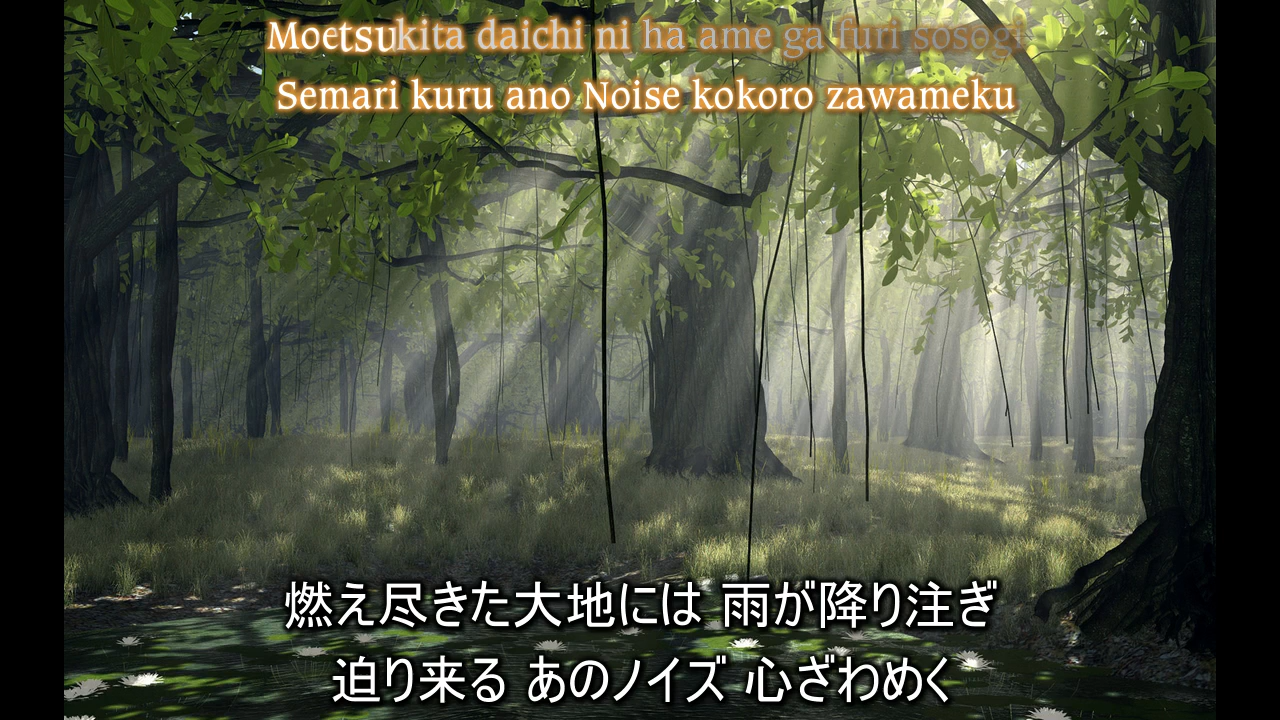 Moetsukita daichi ni ha ame ga furi sosogi
Semari kuru ano Noise kokoro zawameku
燃え尽きた大地には 雨が降り注ぎ
迫り来る あのノイズ 心ざわめく